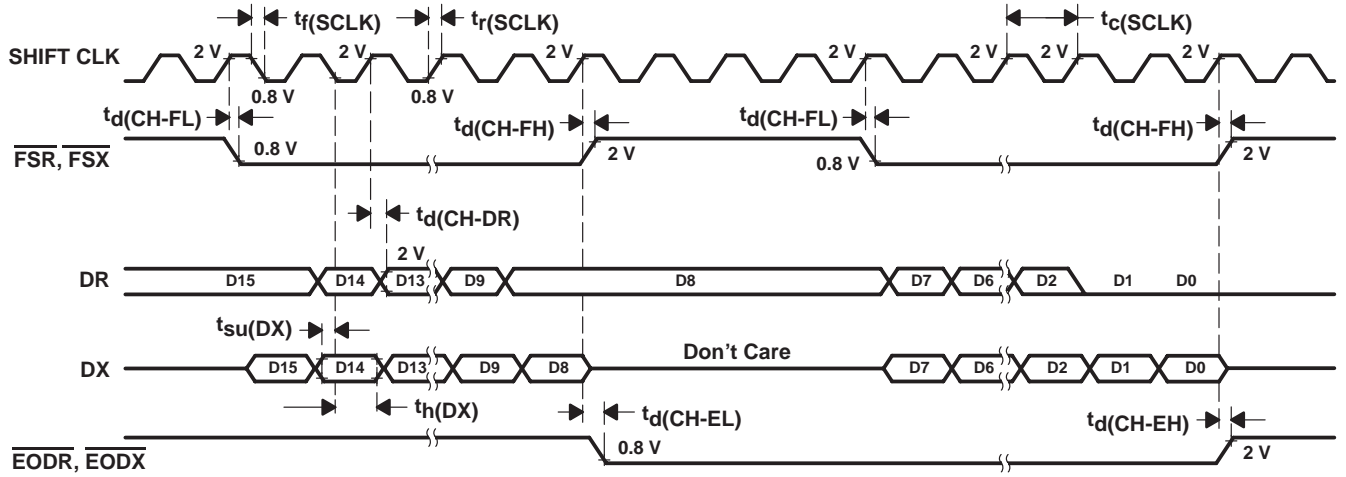 tf(SCLK) tr(SCLK) tc(SCLK)
SHIFT CLK 2 V 2 V 2 V 2 V 2 V 2 V 2 V 2 V
0.8 V 0.8 V
td(CH-FL) td(CH-FH) td(CH-FL) td(CH-FH)
FSR, FSX 0.8 V 2 V 0.8 V 2 V
td(CH-DR)
2 V
DR D15 D14 D13 D9 D8 D7 D6 D2 D1 D0
tsu(DX)
DX D15 D14 D13 D9 D8 Don't Care D7 D6 D2 D1 D0
th(DX) td(CH-EL) td(CH-EH)
EODR, EODX 0.8 V 2 V